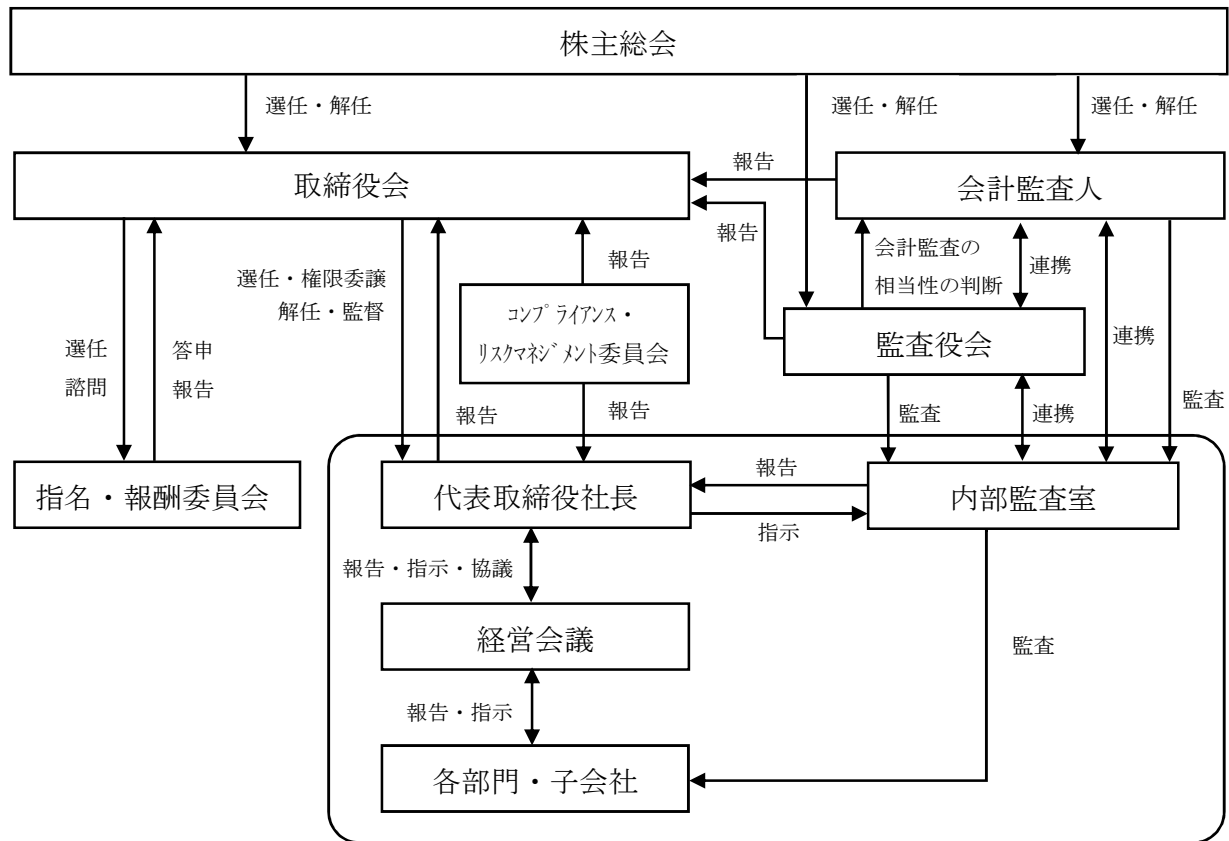 株主総会
選任・解任
選任・解任
選任・解任
取締役会
報告
会計監査人
報告
会計監査の
相当性の判断
連携
選任・権限委譲
解任・監督
報告
コンプライアンス・
リスクマネジメント委員会
監査役会
連携
選任
諮問
答申
報告
報告
報告
監査
連携
監査
指名・報酬委員会
代表取締役社長
報告
指示
内部監査室
報告・指示・協議
経営会議
監査
報告・指示
各部門・子会社